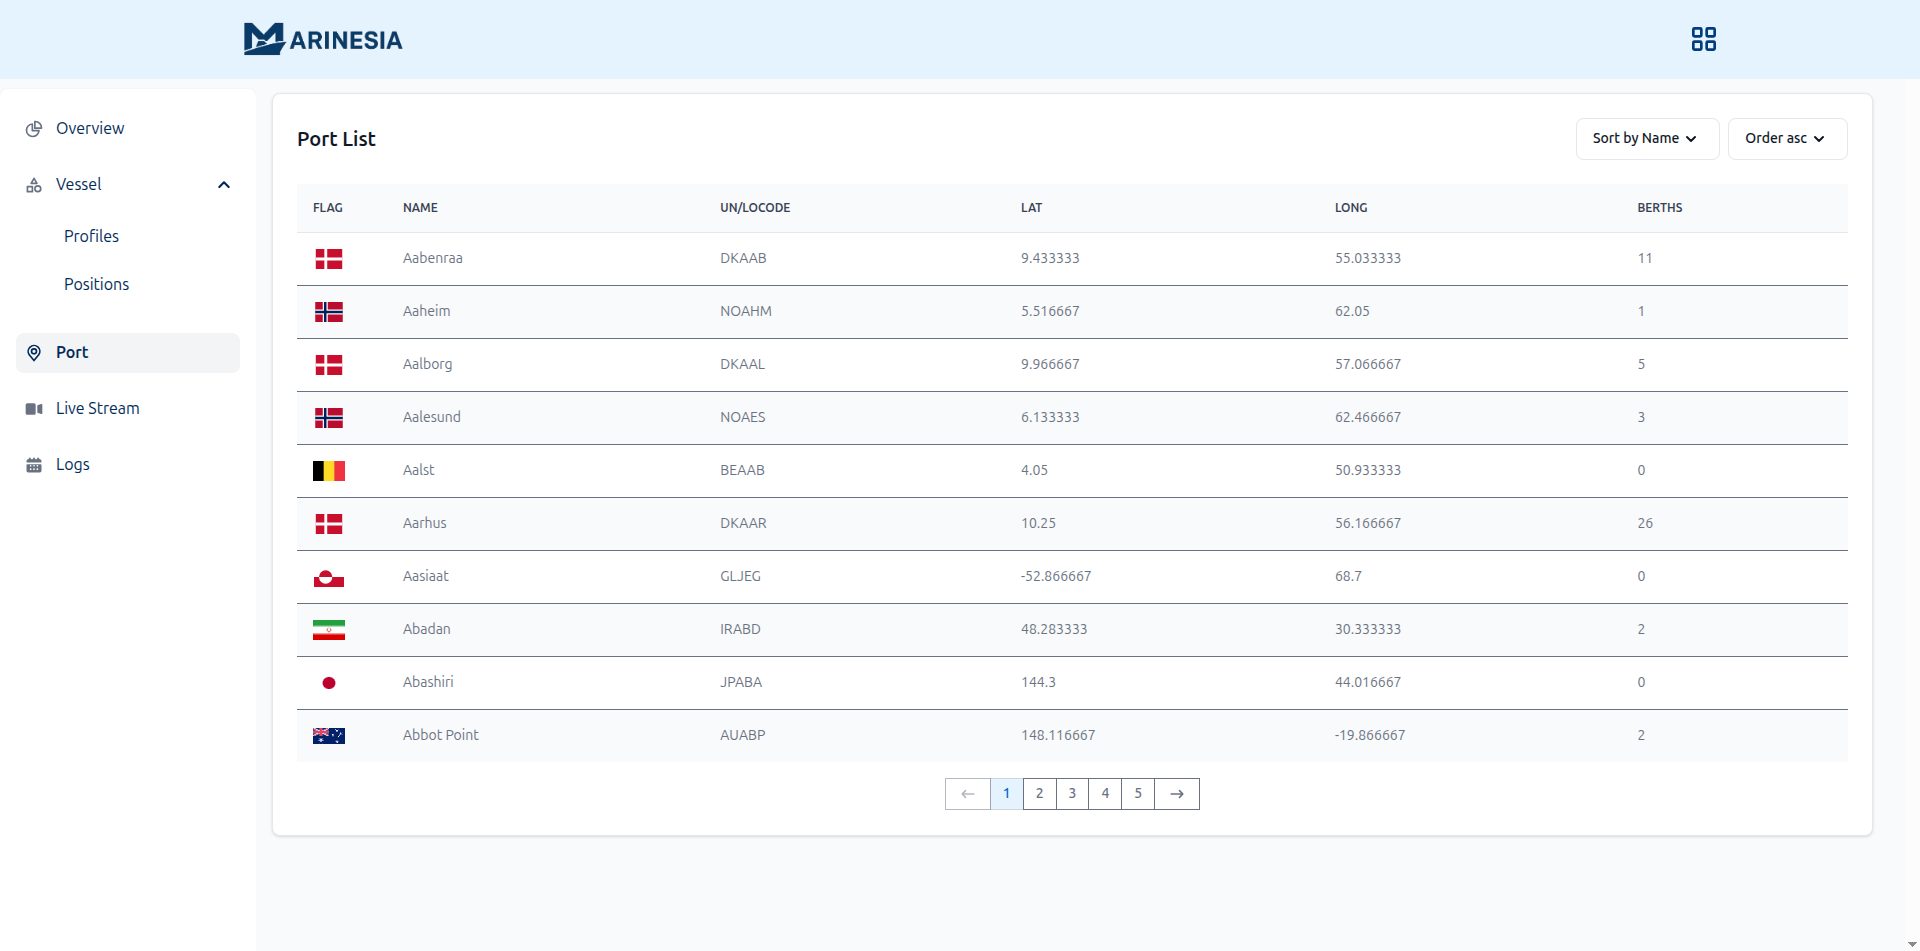 MARINESIA
Overview
Vessel
Profiles
Positions
Port
Live Stream
Logs
Port List
Sort by Name
Order asc
FLAG NAME UN/LOCODE LAT LONG BERTHS
Aabenraa DKAAB 9.433333 55.033333 11
Aaheim NOAHM 5.516667 62.05 1
Aalborg DKAAL 9.966667 57.066667 5
Aalesund NOAES 6.133333 62.466667 3
Aalst BEAAB 4.05 50.933333 0
Aarhus DKAAR 10.25 56.166667 26
Aasiaat GLJEG -52.866667 68.7 0
Abadan IRABD 48.283333 30.333333 2
Abashiri JPABA 144.3 44.016667 0
Abbot Point AUABP 148.116667 -19.866667 2
← 1 2 3 4 5 →